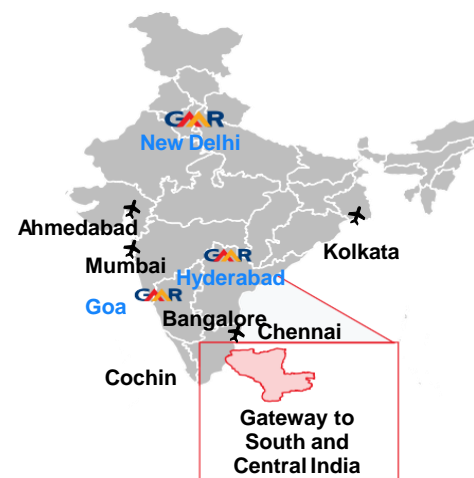 GMR
New Delhi
Ahmedabad
Kolkata
Mumbai
GMR
Hyderabad
GMR
Goa
Bangalore
Chennai
Cochin
Gateway to
South and
Central India